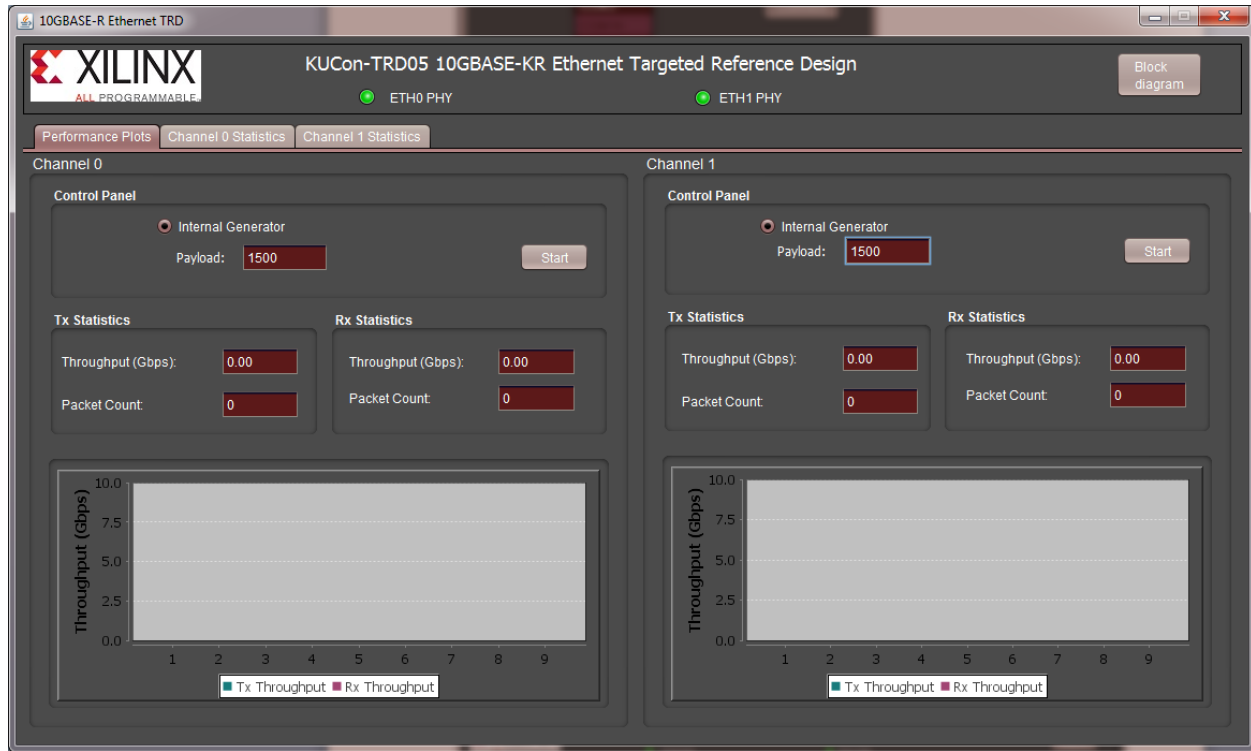 10GBASE-R Ethernet TRD
XILINX
ALL PROGRAMMABLE™
KUCon-TRD05 10GBASE-KR Ethernet Targeted Reference Design
ETH0 PHY
ETH1 PHY
Block
diagram
Performance Plots
Channel 0 Statistics
Channel 1 Statistics
Channel 0
Control Panel
Internal Generator
Payload:
1500
Start
Tx Statistics
Throughput (Gbps):
0.00
Packet Count:
0
Rx Statistics
Throughput (Gbps):
0.00
Packet Count:
0
Throughput (Gbps)
10.0
7.5
5.0
2.5
0.0
1 2 3 4 5 6 7 8 9
Tx Throughput Rx Throughput
Channel 1
Control Panel
Internal Generator
Payload:
1500
Start
Tx Statistics
Throughput (Gbps):
0.00
Packet Count:
0
Rx Statistics
Throughput (Gbps):
0.00
Packet Count:
0
Throughput (Gbps)
10.0
7.5
5.0
2.5
0.0
1 2 3 4 5 6 7 8 9
Tx Throughput Rx Throughput